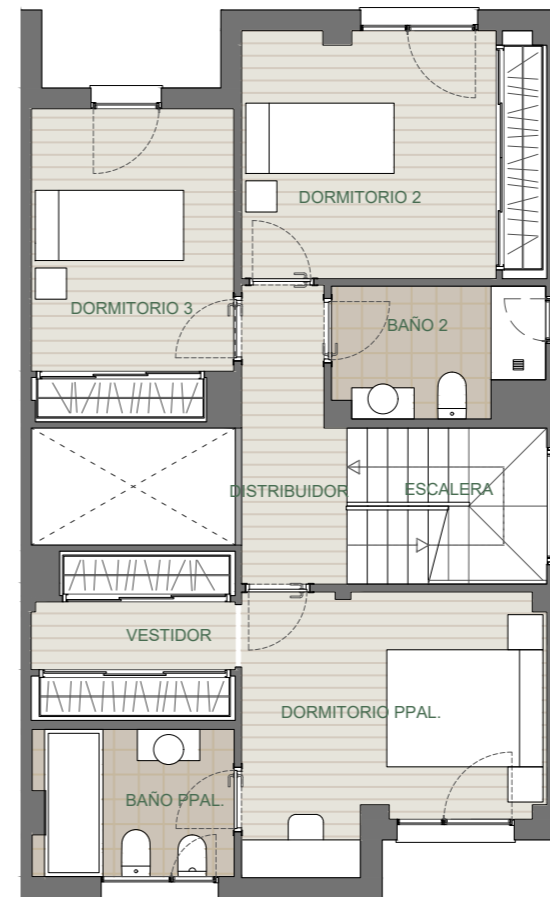 DORMITORIO 2
DORMITORIO 3
BAÑO 2
DISTRIBUIDOR
ESCALERA
VESTIDOR
DORMITORIO PPAL.
BAÑO PPAL.